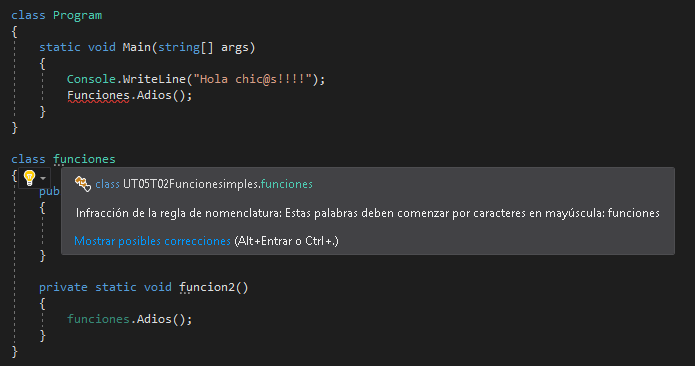 class Program
{
static void Main(string[] args)
{
Console.WriteLine("Hola chic@s!!!!");
Funciones.Adios();
}
}
class funciones
{
class UT05T02Funcionesimples.funciones
pub
{
Infracción de la regla de nomenclatura: Estas palabras deben comenzar por caracteres en mayúscula: funciones
}
Mostrar posibles correcciones (Alt+Entrar o Ctrl+.)
private static void funcion2()
{
funciones.Adios();
}
}